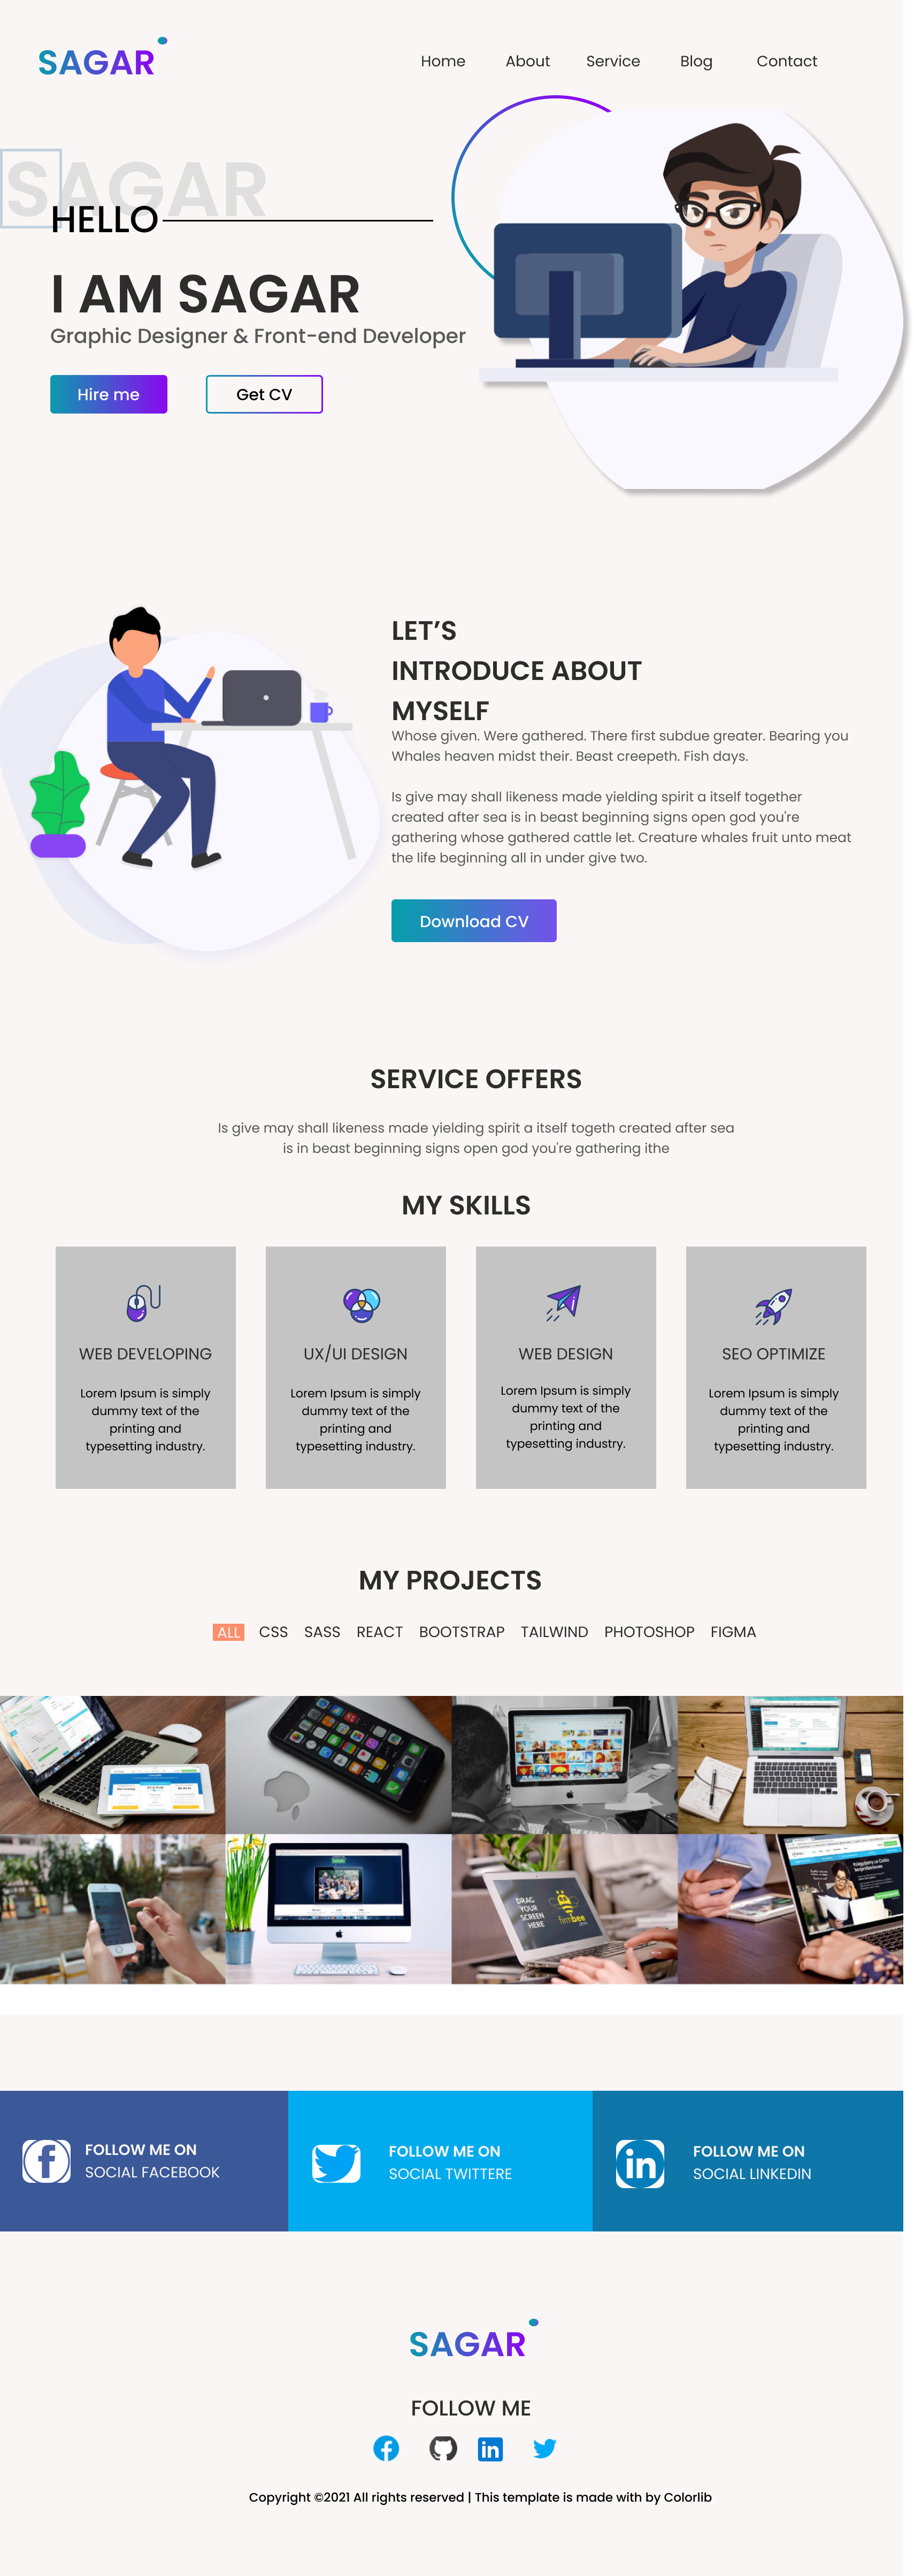 SAGAR
Home About Service Blog Contact
SAGAR
HELLO
I AM SAGAR
Graphic Designer & Front-end Developer
Hire me
Get CV
LET’S
INTRODUCE ABOUT
MYSELF
Whose given. Were gathered. There first subdue greater. Bearing you
Whales heaven midst their. Beast creepeth. Fish days.
Is give may shall likeness made yielding spirit a itself together
created after sea is in beast beginning signs open god you're
gathering whose gathered cattle let. Creature whales fruit unto meat
the life beginning all in under give two.
Download CV
SERVICE OFFERS
Is give may shall likeness made yielding spirit a itself togeth created after sea
is in beast beginning signs open god you're gathering ithe
MY SKILLS
WEB DEVELOPING
Lorem Ipsum is simply
dummy text of the
printing and
typesetting industry.
UX/UI DESIGN
Lorem Ipsum is simply
dummy text of the
printing and
typesetting industry.
WEB DESIGN
Lorem Ipsum is simply
dummy text of the
printing and
typesetting industry.
SEO OPTIMIZE
Lorem Ipsum is simply
dummy text of the
printing and
typesetting industry.
MY PROJECTS
ALL CSS SASS REACT BOOTSTRAP TAILWIND PHOTOSHOP FIGMA
DRAG
YOUR
SCREEN
HERE
firmbee
FOLLOW ME ON
SOCIAL FACEBOOK
FOLLOW ME ON
SOCIAL TWITTERE
in
FOLLOW ME ON
SOCIAL LINKEDIN
SAGAR
FOLLOW ME
in
Copyright ©2021 All rights reserved | This template is made with by Colorlib